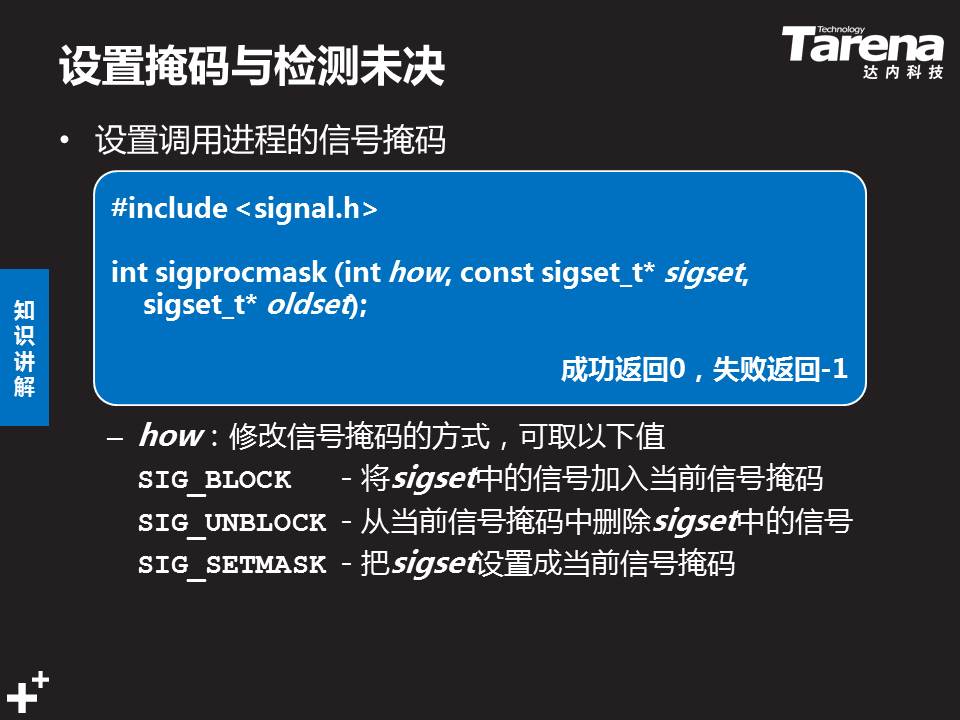 设置掩码与检测未决
Technology
Tarena
达内科技
• 设置调用进程的信号掩码
#include <signal.h>
int sigprocmask (int how, const sigset_t* sigset,
sigset_t* oldset);
成功返回0，失败返回-1
知识讲解
– how：修改信号掩码的方式，可取以下值
SIG_BLOCK - 将sigset中的信号加入当前信号掩码
SIG_UNBLOCK - 从当前信号掩码中删除sigset中的信号
SIG_SETMASK - 把sigset设置成当前信号掩码